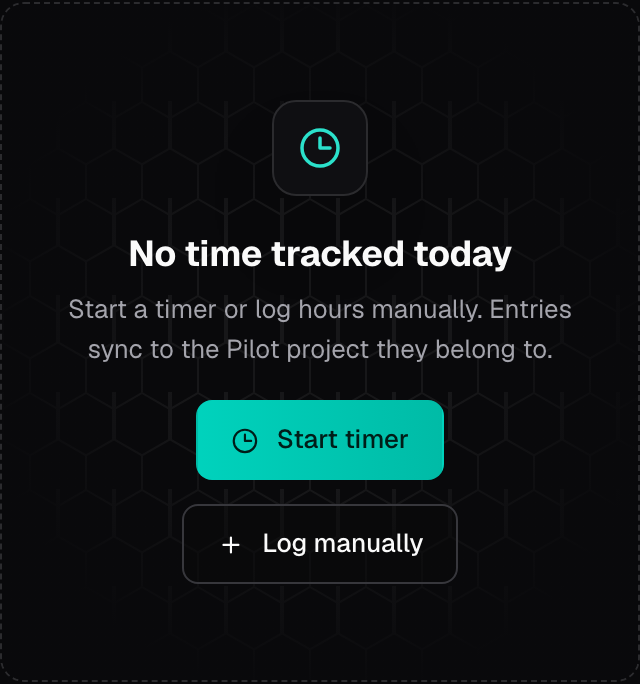 No time tracked today
Start a timer or log hours manually. Entries
sync to the Pilot project they belong to.
Start timer
Log manually